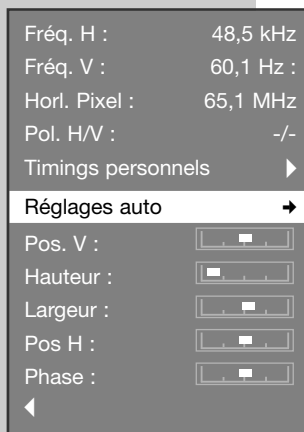 Fréq. H : 48,5 kHz
Fréq. V : 60,1 Hz :
Horl. Pixel : 65,1 MHz
Pol. H/V : -/-
Timings personnels
Réglages auto
Pos. V :
Hauteur :
Largeur :
Pos H :
Phase :